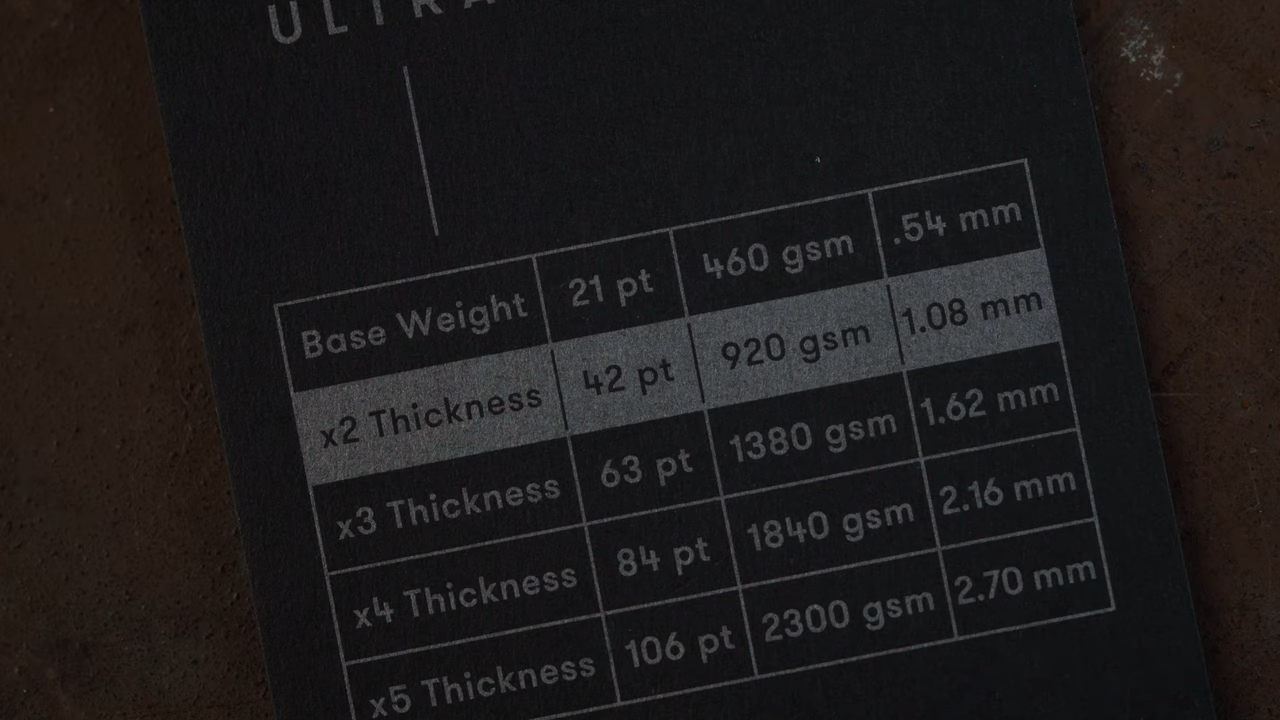 ULTRA
Base Weight 21 pt 460 gsm .54 mm
x2 Thickness 42 pt 920 gsm 1.08 mm
x3 Thickness 63 pt 1380 gsm 1.62 mm
x4 Thickness 84 pt 1840 gsm 2.16 mm
x5 Thickness 106 pt 2300 gsm 2.70 mm